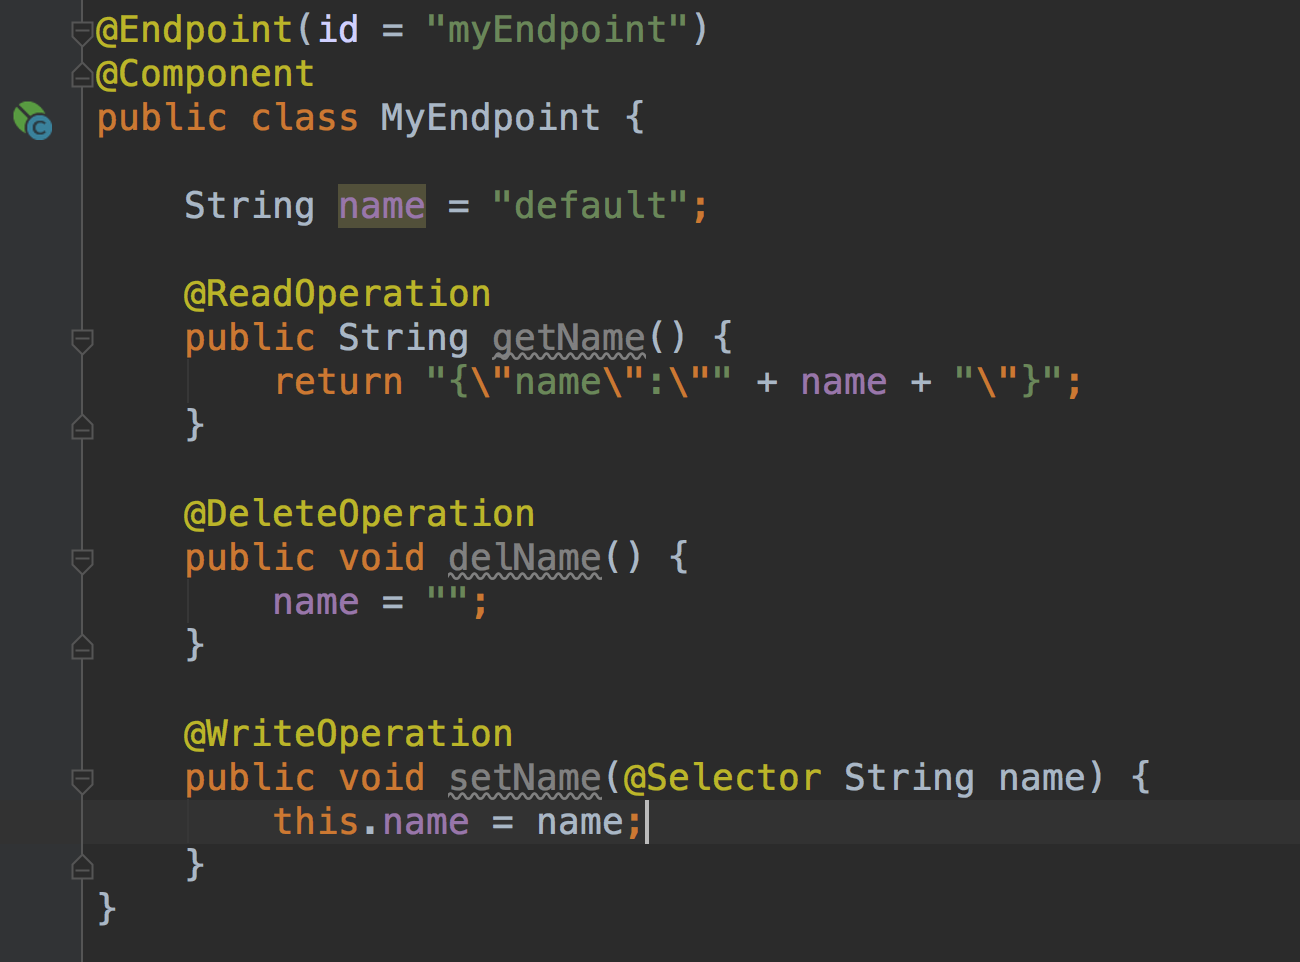 @Endpoint(id = "myEndpoint")
@Component
public class MyEndpoint {
String name = "default";
@ReadOperation
public String getName() {
return "{\"name\":\"" + name + "\"}";
}
@DeleteOperation
public void delName() {
name = "";
}
@WriteOperation
public void setName(@Selector String name) {
this.name = name;
}
}